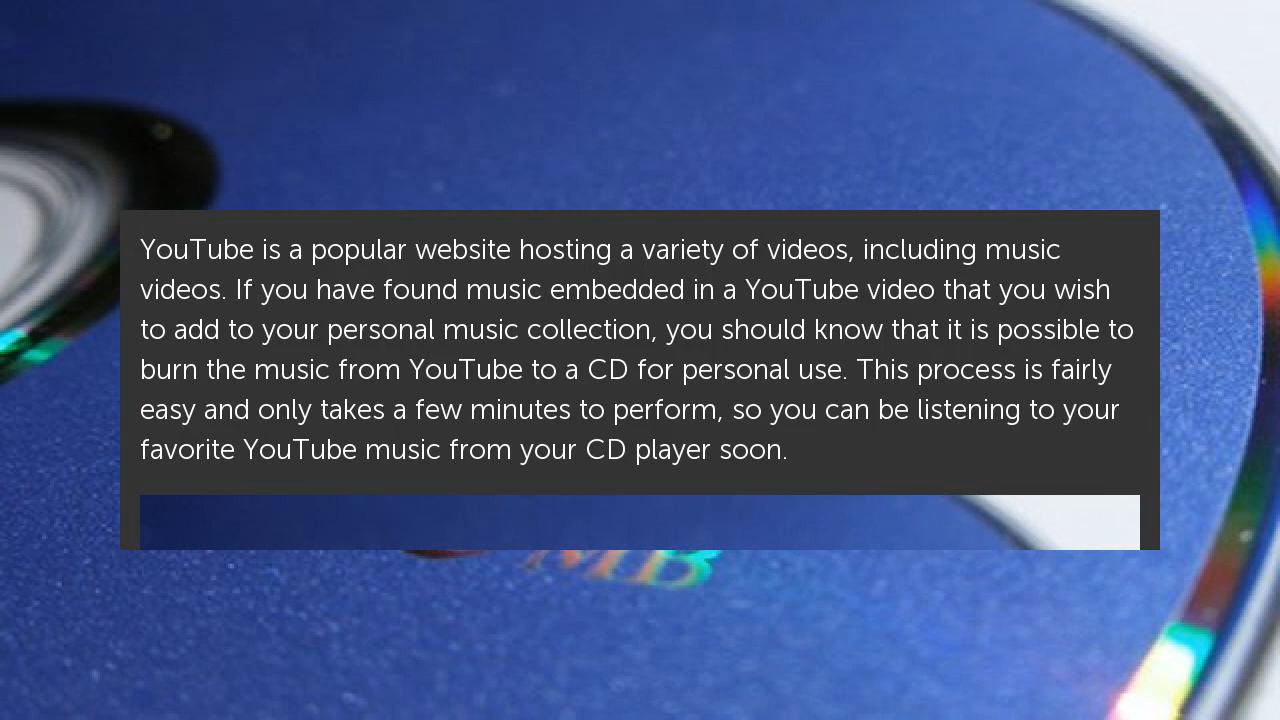 YouTube is a popular website hosting a variety of videos, including music
videos. If you have found music embedded in a YouTube video that you wish
to add to your personal music collection, you should know that it is possible to
burn the music from YouTube to a CD for personal use. This process is fairly
easy and only takes a few minutes to perform, so you can be listening to your
favorite YouTube music from your CD player soon.
MB